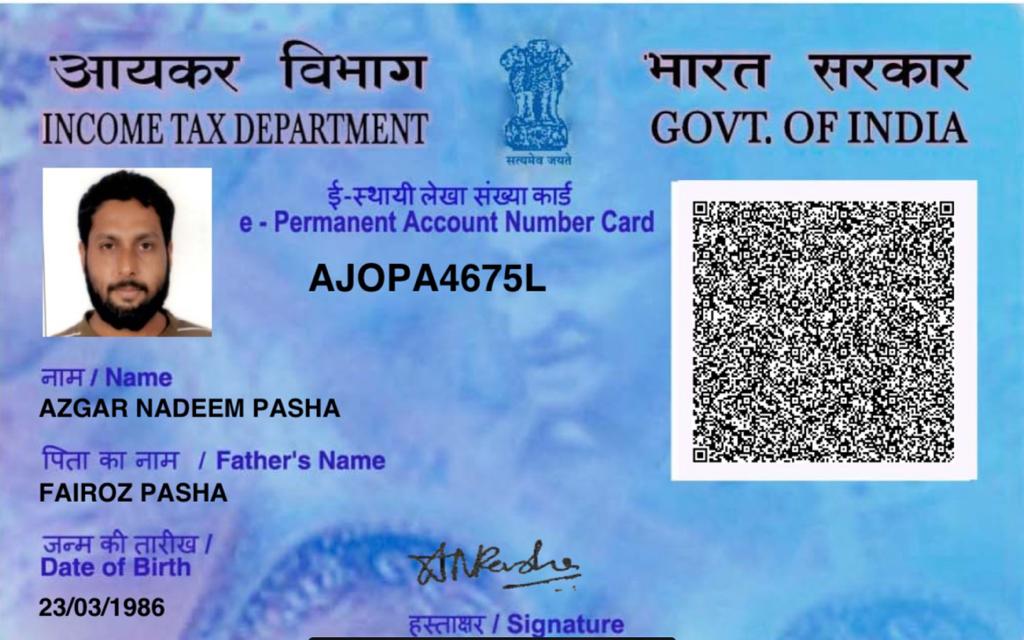 आयकर विभाग
INCOME TAX DEPARTMENT
सत्यमेव जयते
भारत सरकार
GOVT. OF INDIA
ई-स्थायी लेखा संख्या कार्ड
e - Permanent Account Number Card
AJOPA4675L
नाम / Name
AZGAR NADEEM PASHA
पिता का नाम / Father's Name
FAIROZ PASHA
जन्म की तारीख /
Date of Birth
23/03/1986
ANPasha
हस्ताक्षर / Signature